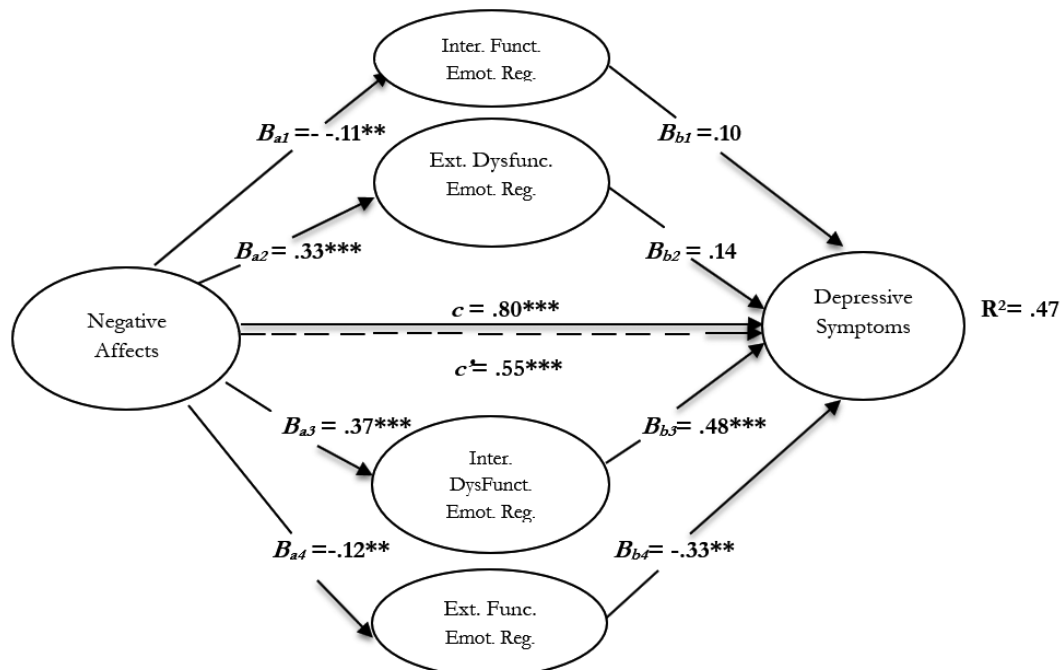 Inter. Funct.
Emot. Reg.
Ba1 =- -.11**
Bb1 =.10
Ext. Dysfunc.
Emot. Reg.
Ba2 = .33***
Bb2 = .14
Negative
Affects
c = .80***
c'= .55***
Depressive
Symptoms
R²= .47
Ba3 = .37***
Bb3 = .48***
Inter.
DysFunct.
Emot. Reg.
Ba4 =-.12**
Bb4= -.33**
Ext. Func.
Emot. Reg.